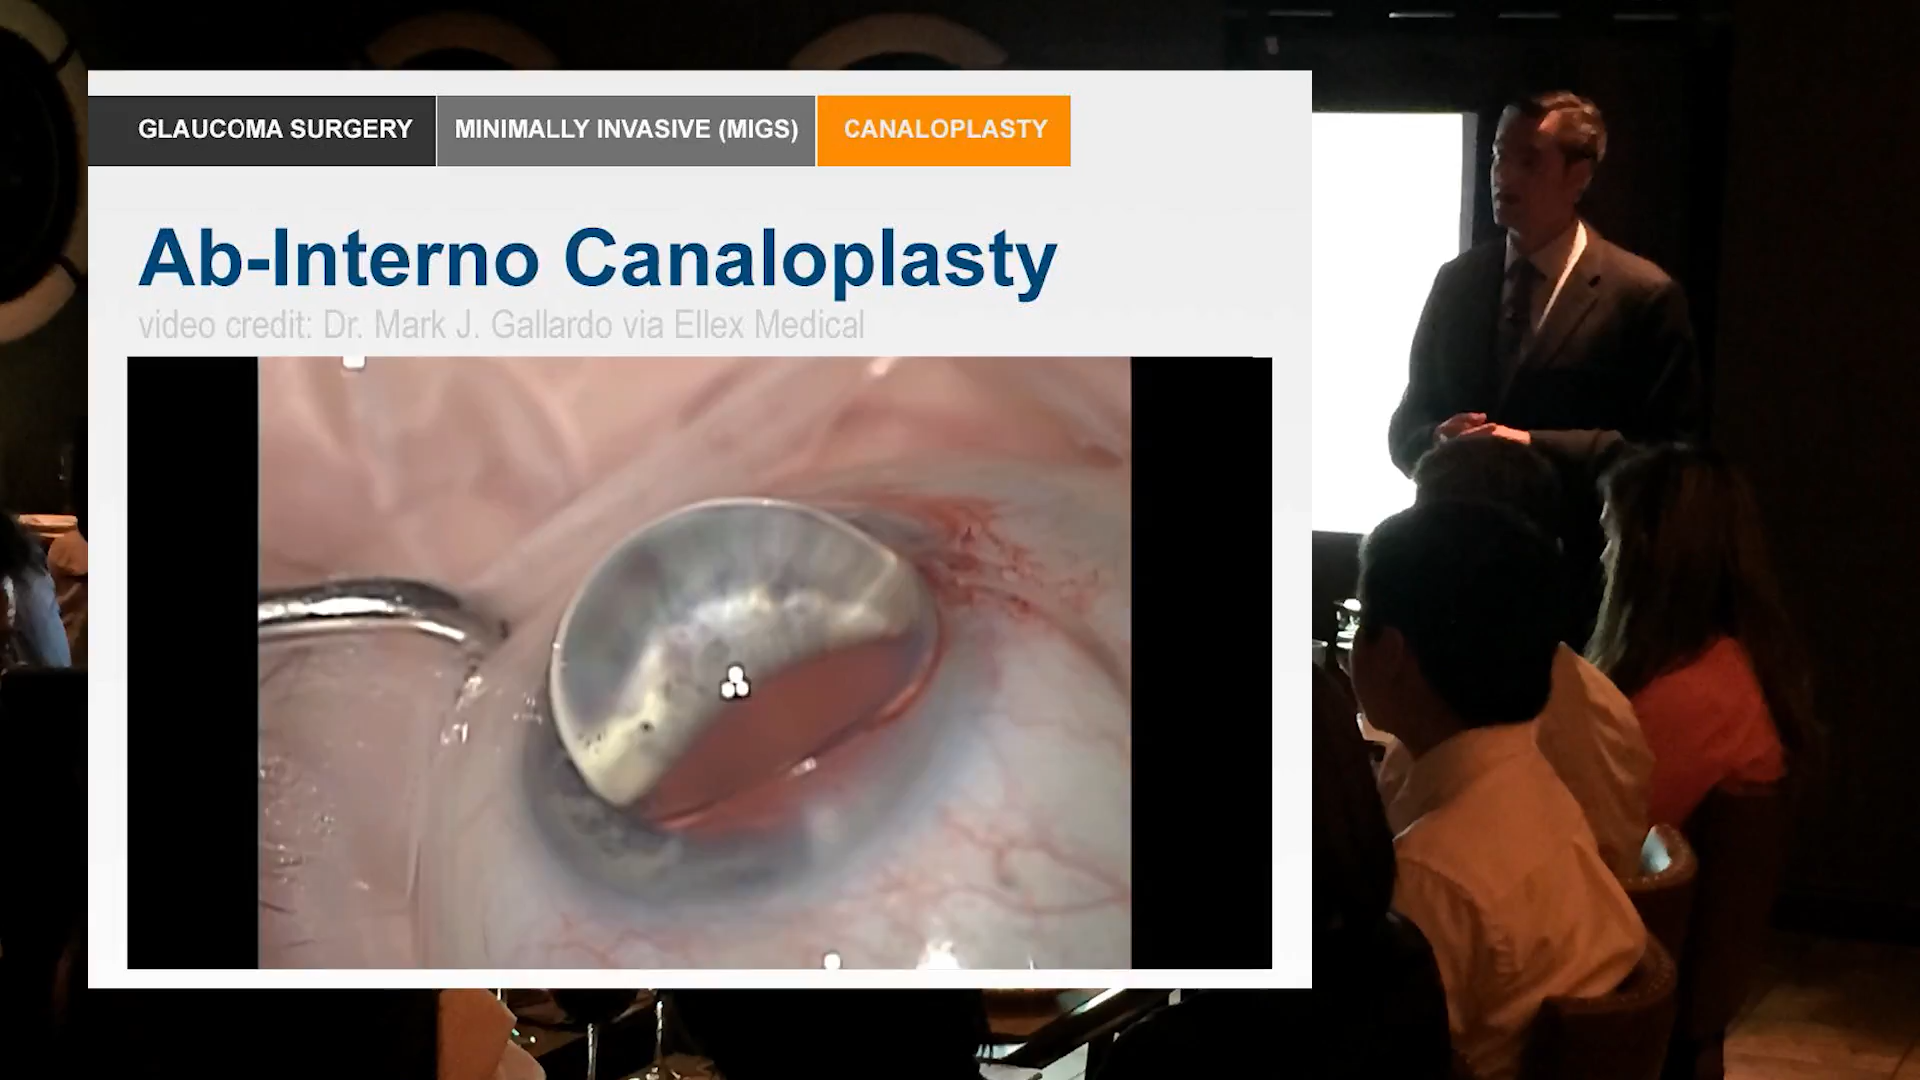 GLAUCOMA SURGERY
MINIMALLY INVASIVE (MIGS)
CANALOPLASTY
Ab-Interno Canaloplasty
video credit: Dr. Mark J. Gallardo via Ellex Medical